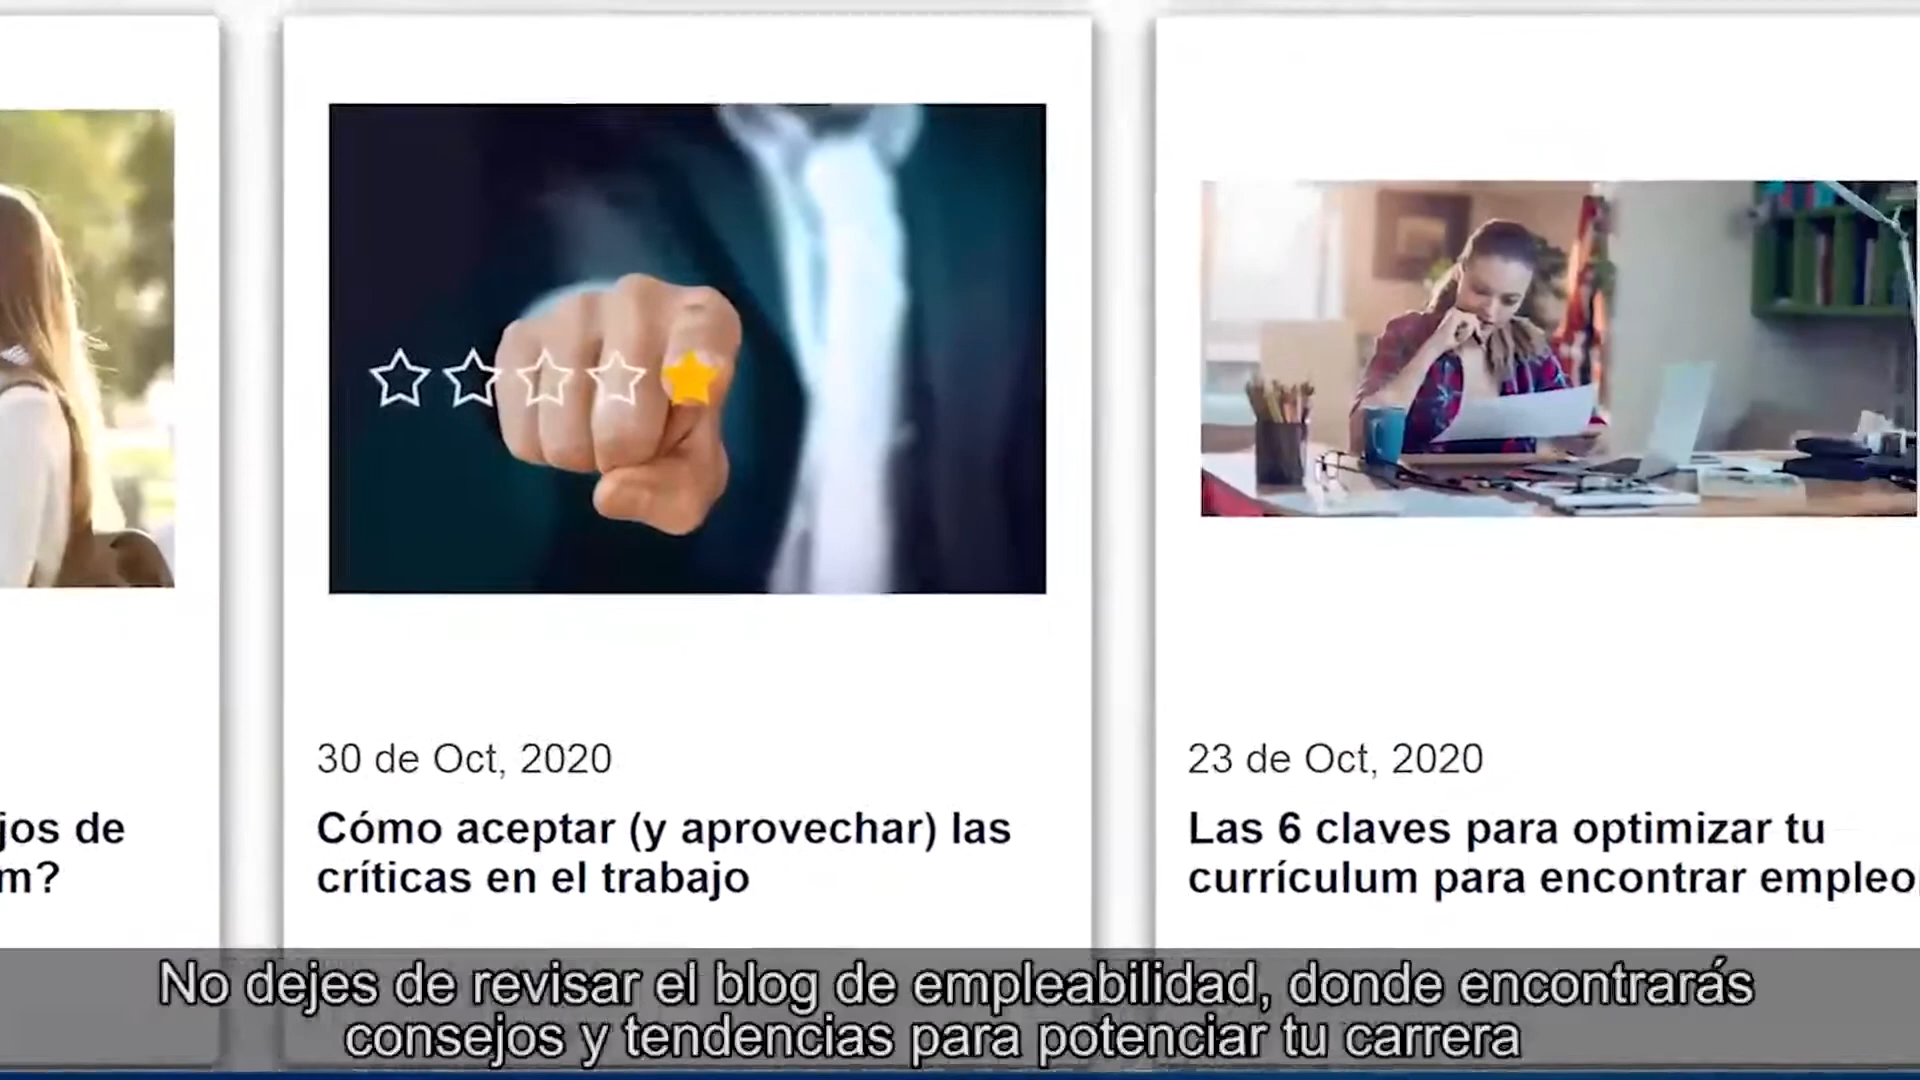 jos de
m?
30 de Oct, 2020
Cómo aceptar (y aprovechar) las
críticas en el trabajo
23 de Oct, 2020
Las 6 claves para optimizar tu
currículum para encontrar empleo
No dejes de revisar el blog de empleabilidad, donde encontrarás
consejos y tendencias para potenciar tu carrera